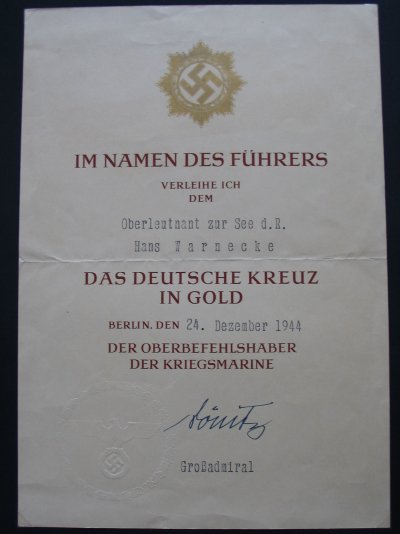 IM NAMEN DES FÜHRERS
VERLEIHE ICH
DEM
Oberleutnant zur See d.R.
Hans Warnecke
DAS DEUTSCHE KREUZ
IN GOLD
BERLIN, DEN 24. Dezember 1944
DER OBERBEFEHLSHABER
DER KRIEGSMARINE
Dönitz
Großadmiral